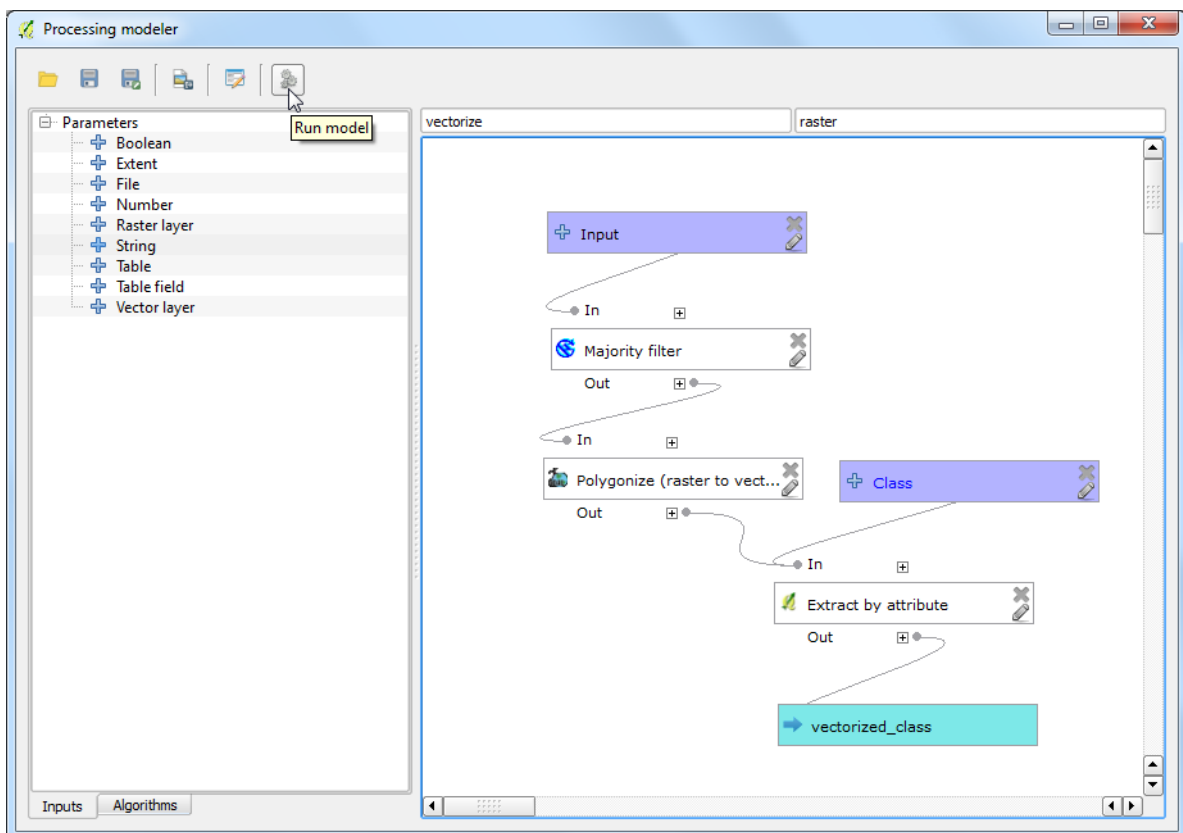 Processing modeler
Run model
Parameters
Boolean
Extent
File
Number
Raster layer
String
Table
Table field
Vector layer
Inputs
Algorithms
vectorize
raster
Input
In
Majority filter
Out
In
Polygonize (raster to vect...
Out
Class
In
Extract by attribute
Out
vectorized_class